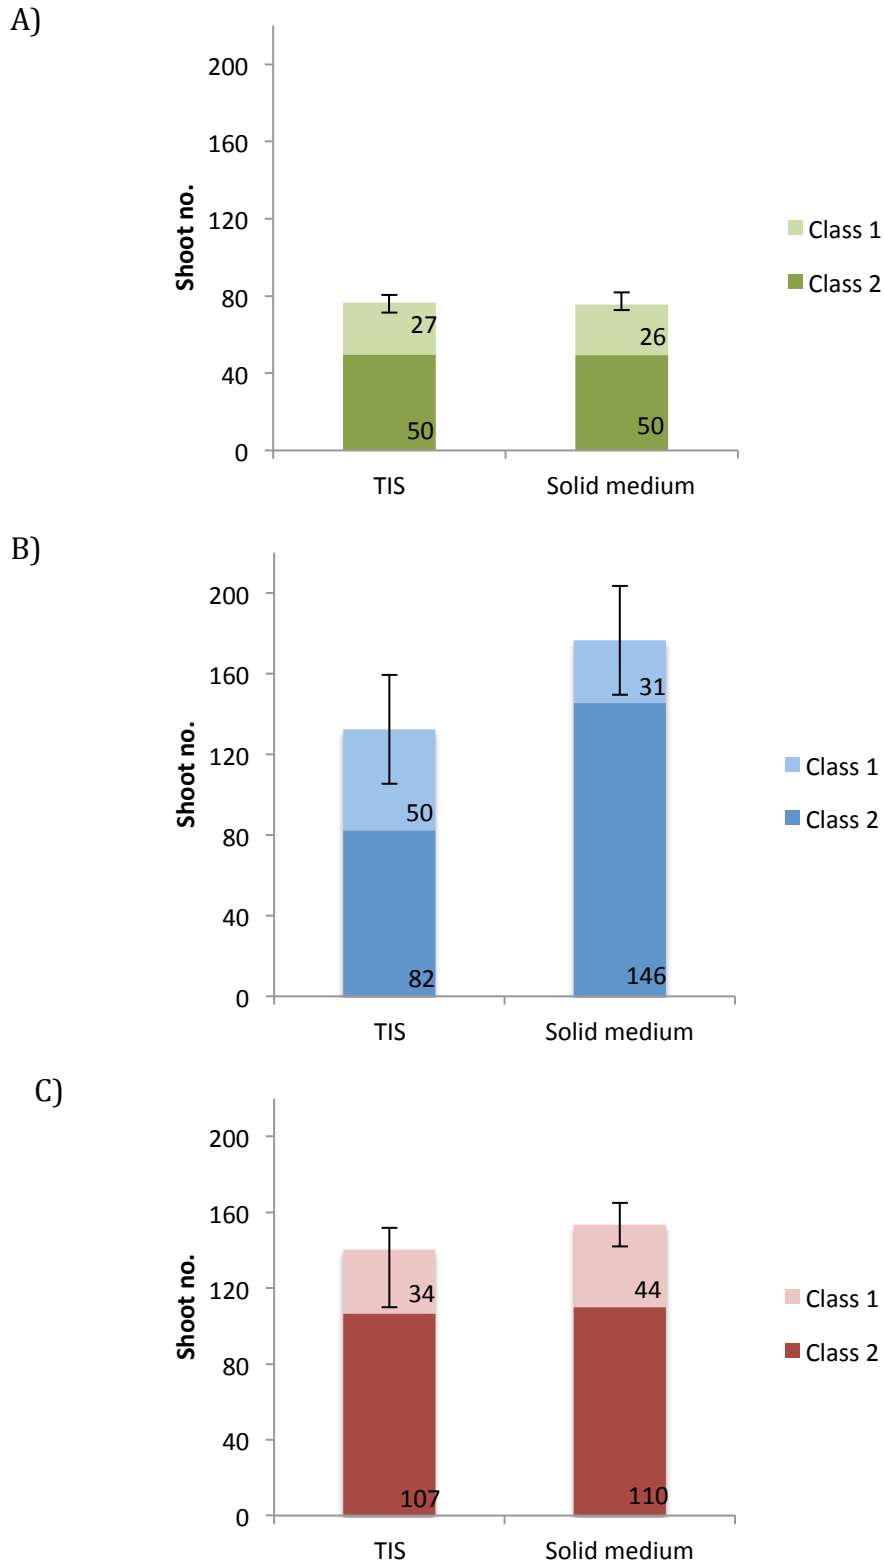 A)
200
160
120
80
40
0
Shoot no.
27
50
26
50
TIS
Solid medium
Class 1
Class 2
B)
200
160
120
80
40
0
Shoot no.
50
82
31
146
TIS
Solid medium
Class 1
Class 2
C)
200
160
120
80
40
0
Shoot no.
34
107
44
110
TIS
Solid medium
Class 1
Class 2